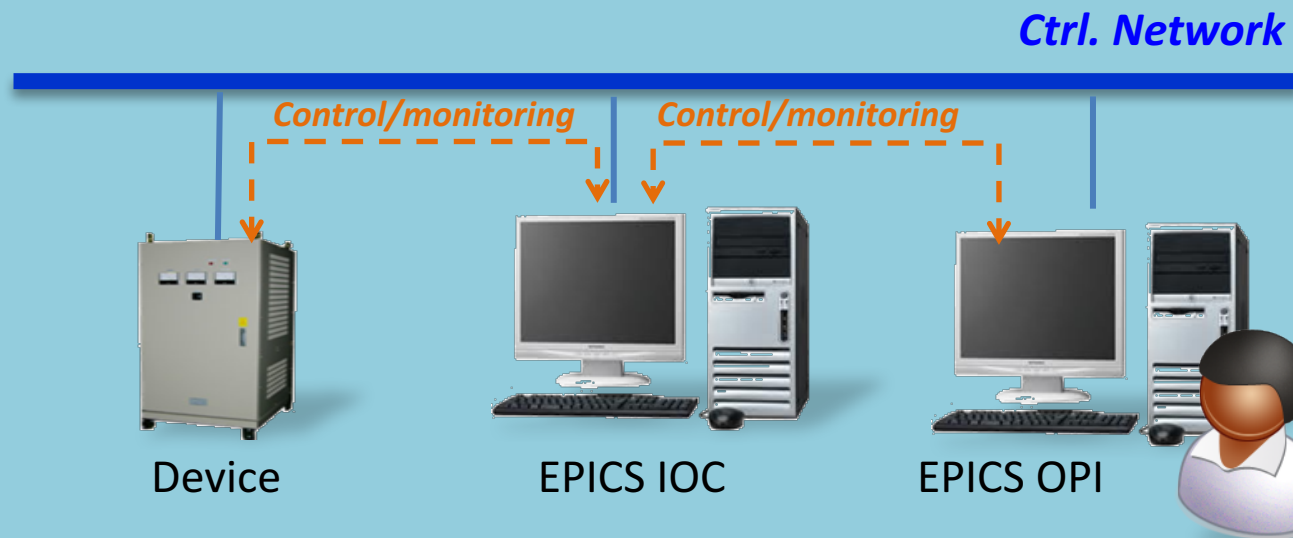 Ctrl. Network
Control/monitoring
Control/monitoring
Device
EPICS IOC
EPICS OPI